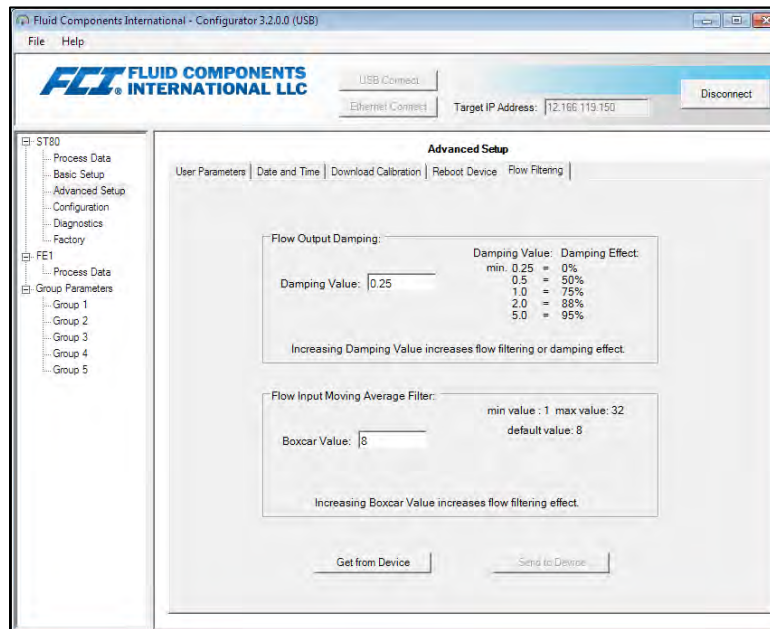 Fluid Components International - Configurator 3.2.0.0 (USB)
File Help
FCI. FLUID COMPONENTS
INTERNATIONAL LLC
USB Connect
Ethernet Connect
Target IP Address: 12.166.119.150
Disconnect
ST80
Process Data
Basic Setup
Advanced Setup
Configuration
Diagnostics
Factory
FE1
Process Data
Group Parameters
Group 1
Group 2
Group 3
Group 4
Group 5
Advanced Setup
User Parameters Date and Time Download Calibration Reboot Device Flow Filtering
Flow Output Damping:
Damping Value: 0.25
Damping Value: Damping Effect:
min. 0.25 = 0%
0.5 = 50%
1.0 = 75%
2.0 = 88%
5.0 = 95%
Increasing Damping Value increases flow filtering or damping effect.
Flow Input Moving Average Filter:
min value : 1 max value: 32
default value: 8
Boxcar Value: 8
Increasing Boxcar Value increases flow filtering effect.
Get from Device
Send to Device